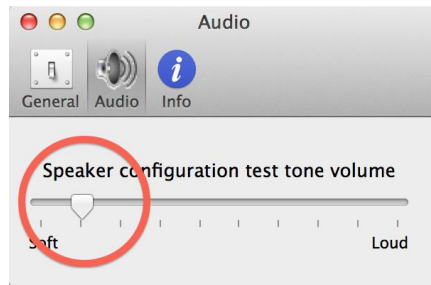 Audio
General Audio Info
Speaker configuration test tone volume
Soft Loud